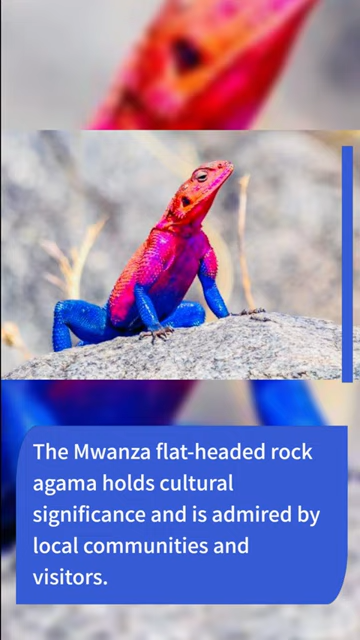 The Mwanza flat-headed rock
agama holds cultural
significance and is admired by
local communities and
visitors.